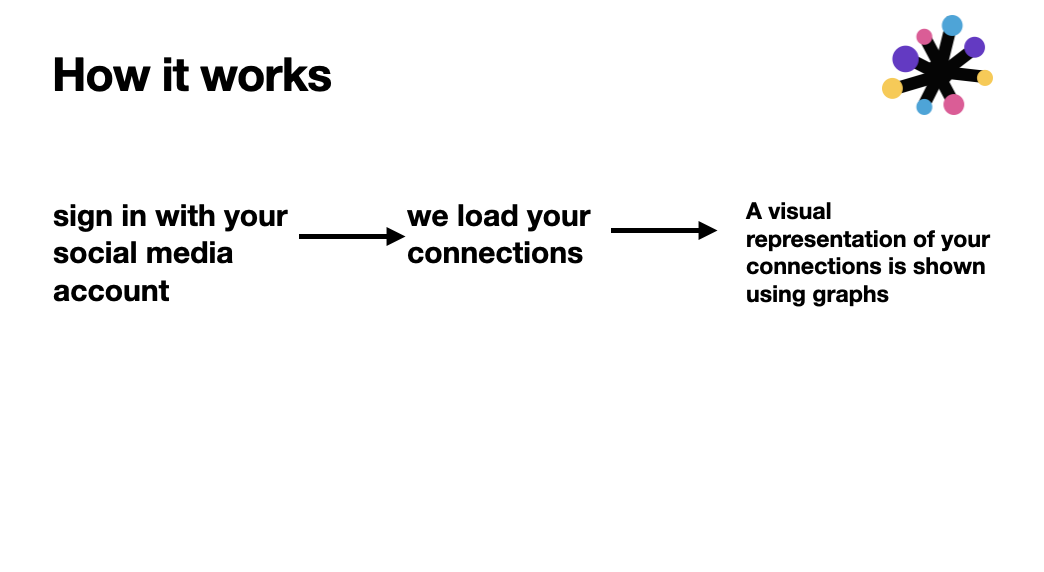 How it works
sign in with your
social media
account
we load your
connections
A visual
representation of your
connections is shown
using graphs